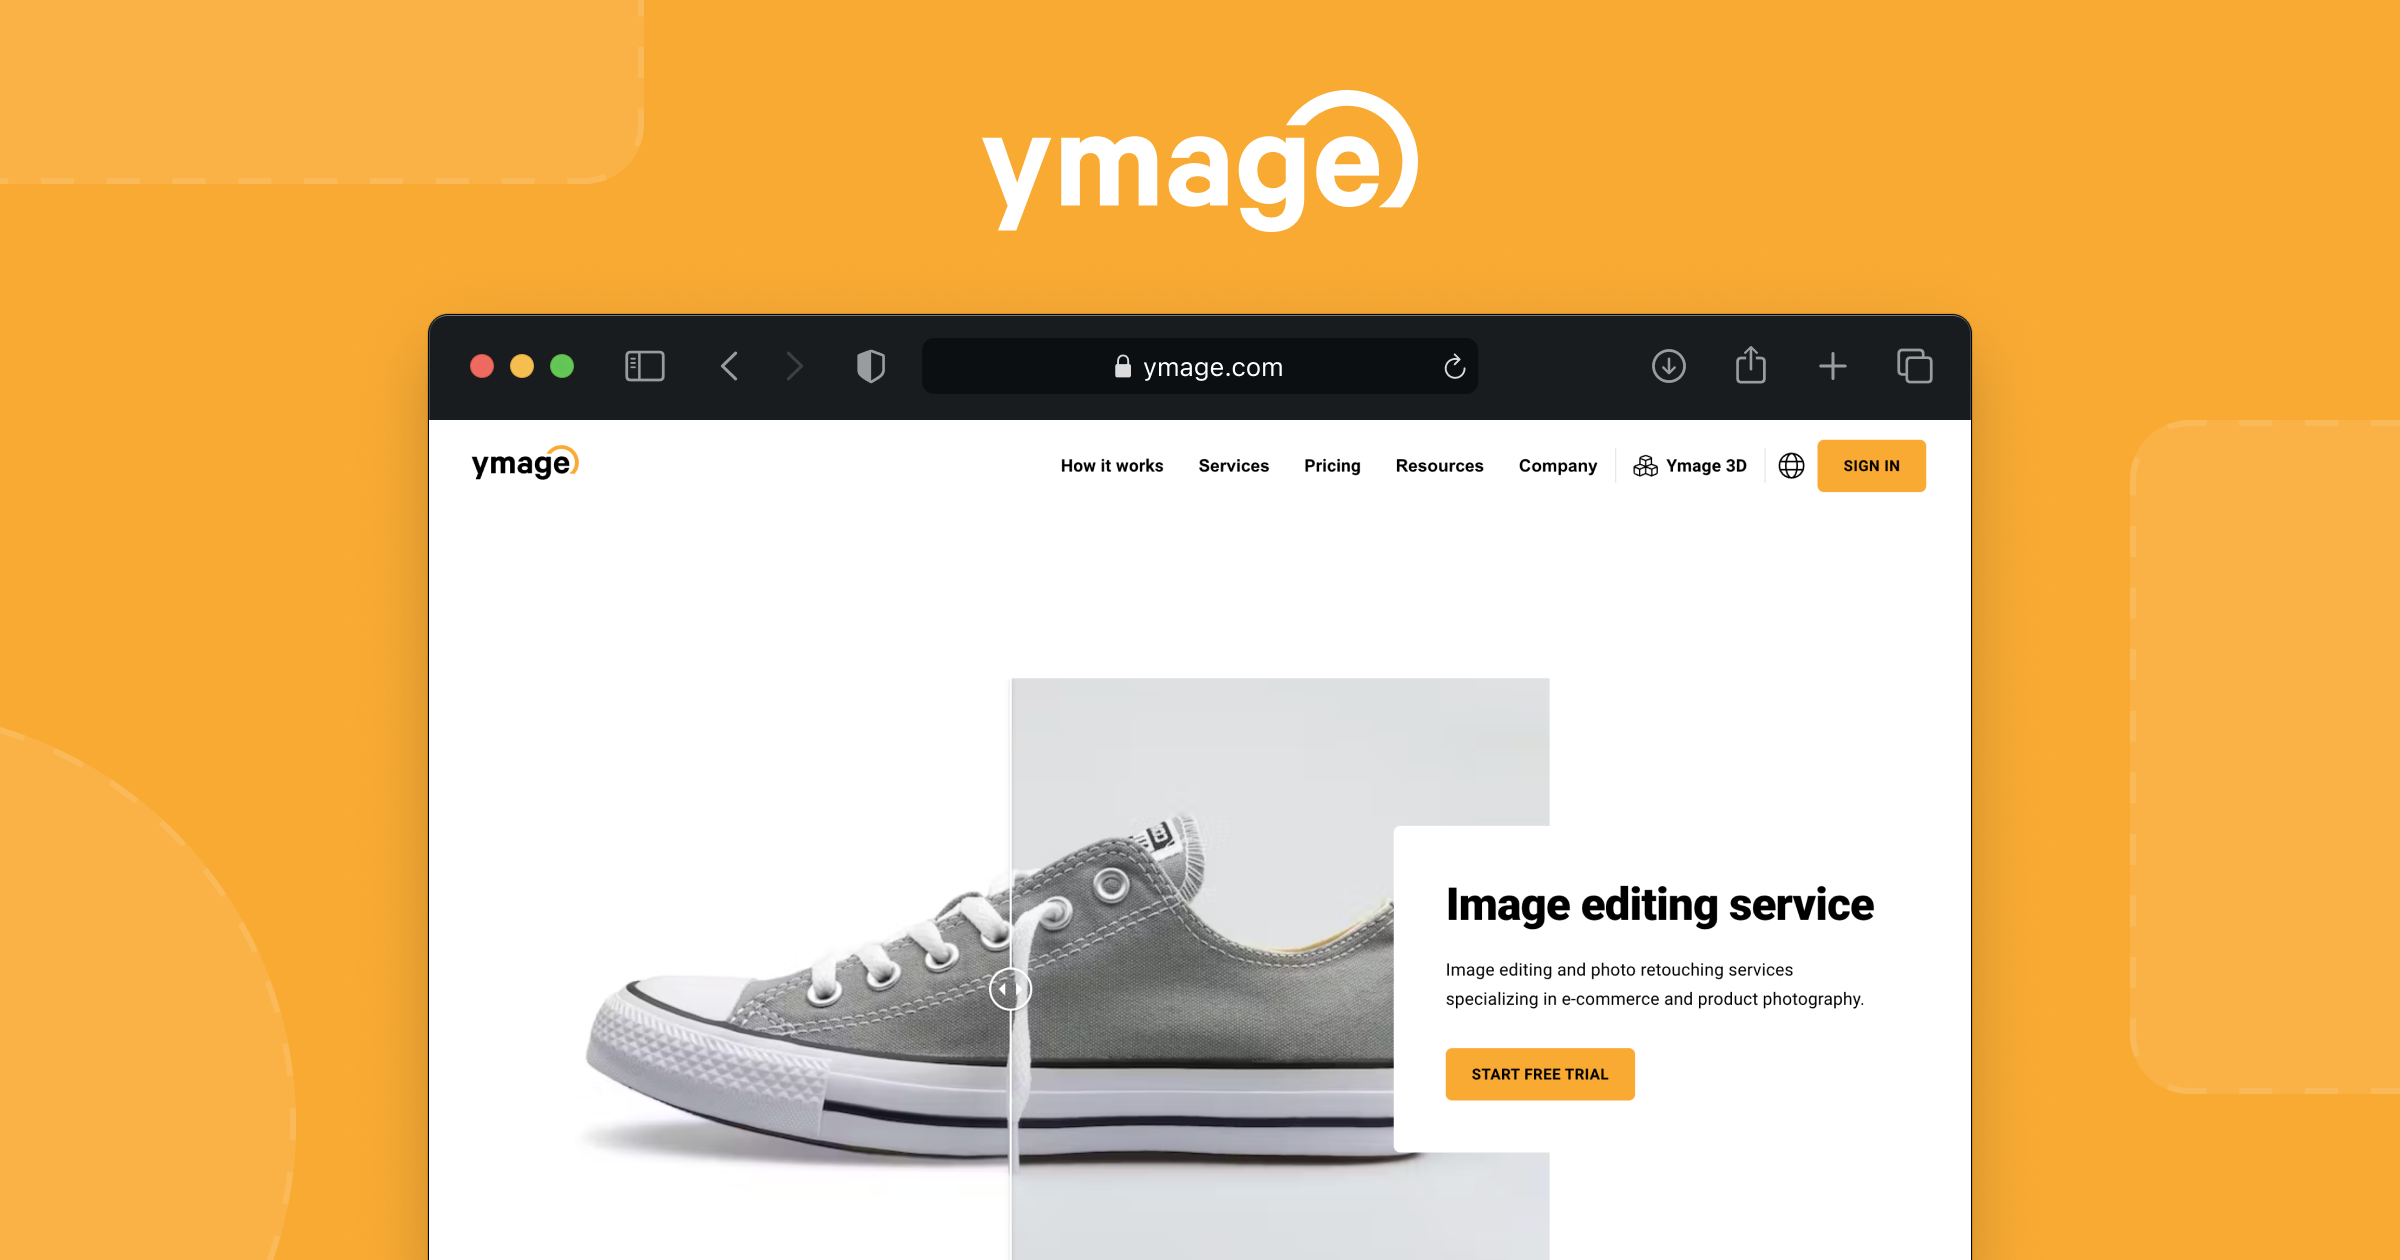 ymage
ymage.com
ymage
How it works
Services
Pricing
Resources
Company
Ymage 3D
SIGN IN
Image editing service
Image editing and photo retouching services
specializing in e-commerce and product photography.
START FREE TRIAL